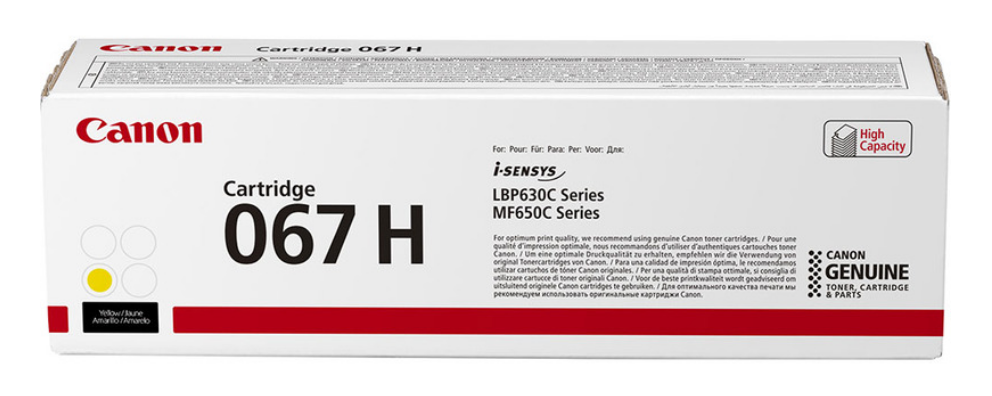 Canon Cartridge 067 H
Canon
High
Capacity
For: Pour: Für: Para: Per: Voor: Для:
i-SENSYS
LBP630C Series
MF650C Series
Cartridge
067 H
For optimum print quality, we recommend using genuine Canon toner cartridges. / Pour une
qualité d'impression optimale, nous recommandons d'utiliser d'authentiques cartouches toner
Canon. / Um eine optimale Druckqualität zu erhalten, empfehlen wir die Verwendung von
original Tonercartridges von Canon. / Para una calidad de impresión óptima, le recomendamos
utilizar cartuchos de tóner Canon originales. / Per una qualità di stampa ottimale, si consiglia di
utilizzare cartucce di toner originali Canon. / Voor de beste printkwaliteit wordt geadviseerd om
uitsluitend originele Canon cartridges te gebruiken. / Для оптимального качества печати мы
рекомендуем использовать оригинальные картриджи Canon.
CANON
GENUINE
TONER, CARTRIDGE
& PARTS
Yellow/Jaune
Amarillo/Amarelo